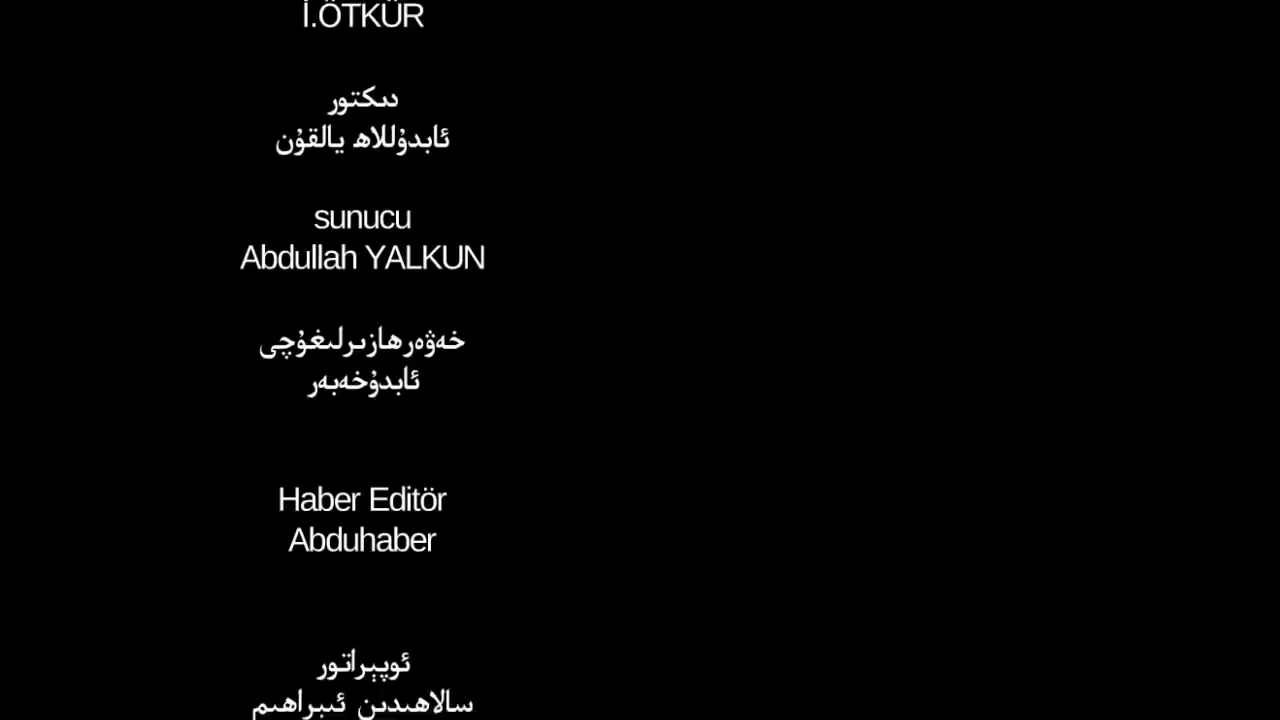 İ.ÖTKÜR
دىكتور
ئابدۇللاھ يالقۇن
sunucu
Abdullah YALKUN
خەۋەرھازىرلىغۇچى
ئابدۇخەبەر
Haber Editör
Abduhaber
ئوپېراتور
سالاھىدىن ئىبراھىم